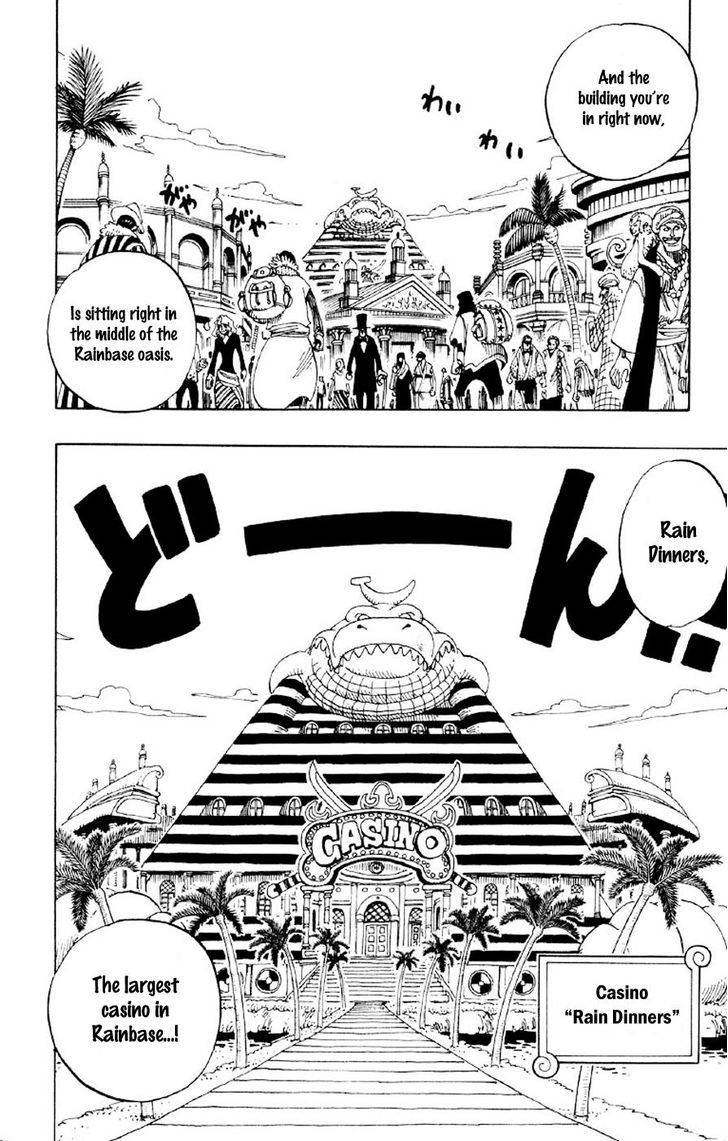 And the
building you're
in right now,
わい
わい
がや
がや
Is sitting right in
the middle of the
Rainbase oasis.
Rain
Dinners,
どーん!!
CASINO
The largest
casino in
Rainbase...!
Casino
“Rain Dinners”